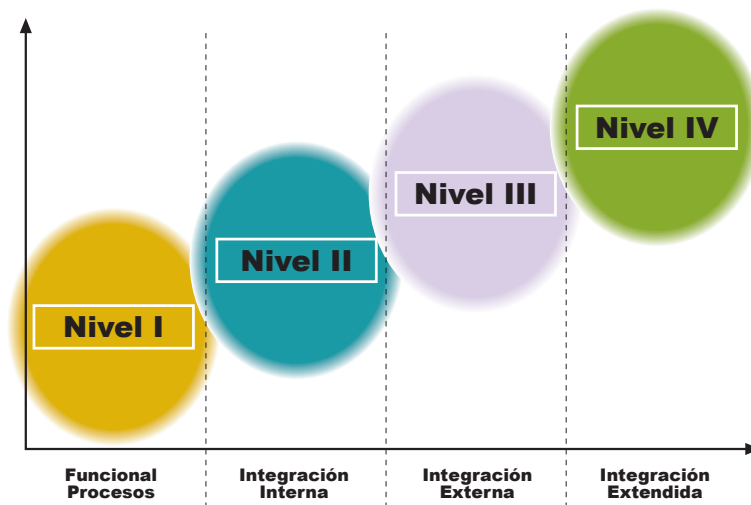 Nivel IV
Nivel III
Nivel II
Nivel I
Funcional
Procesos
Integración
Interna
Integración
Externa
Integración
Extendida